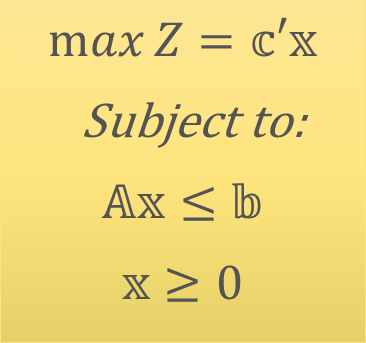 max Z = 𝕔′𝕩
Subject to:
𝔸𝕩 ≤ 𝕓
𝕩 ≥ 0